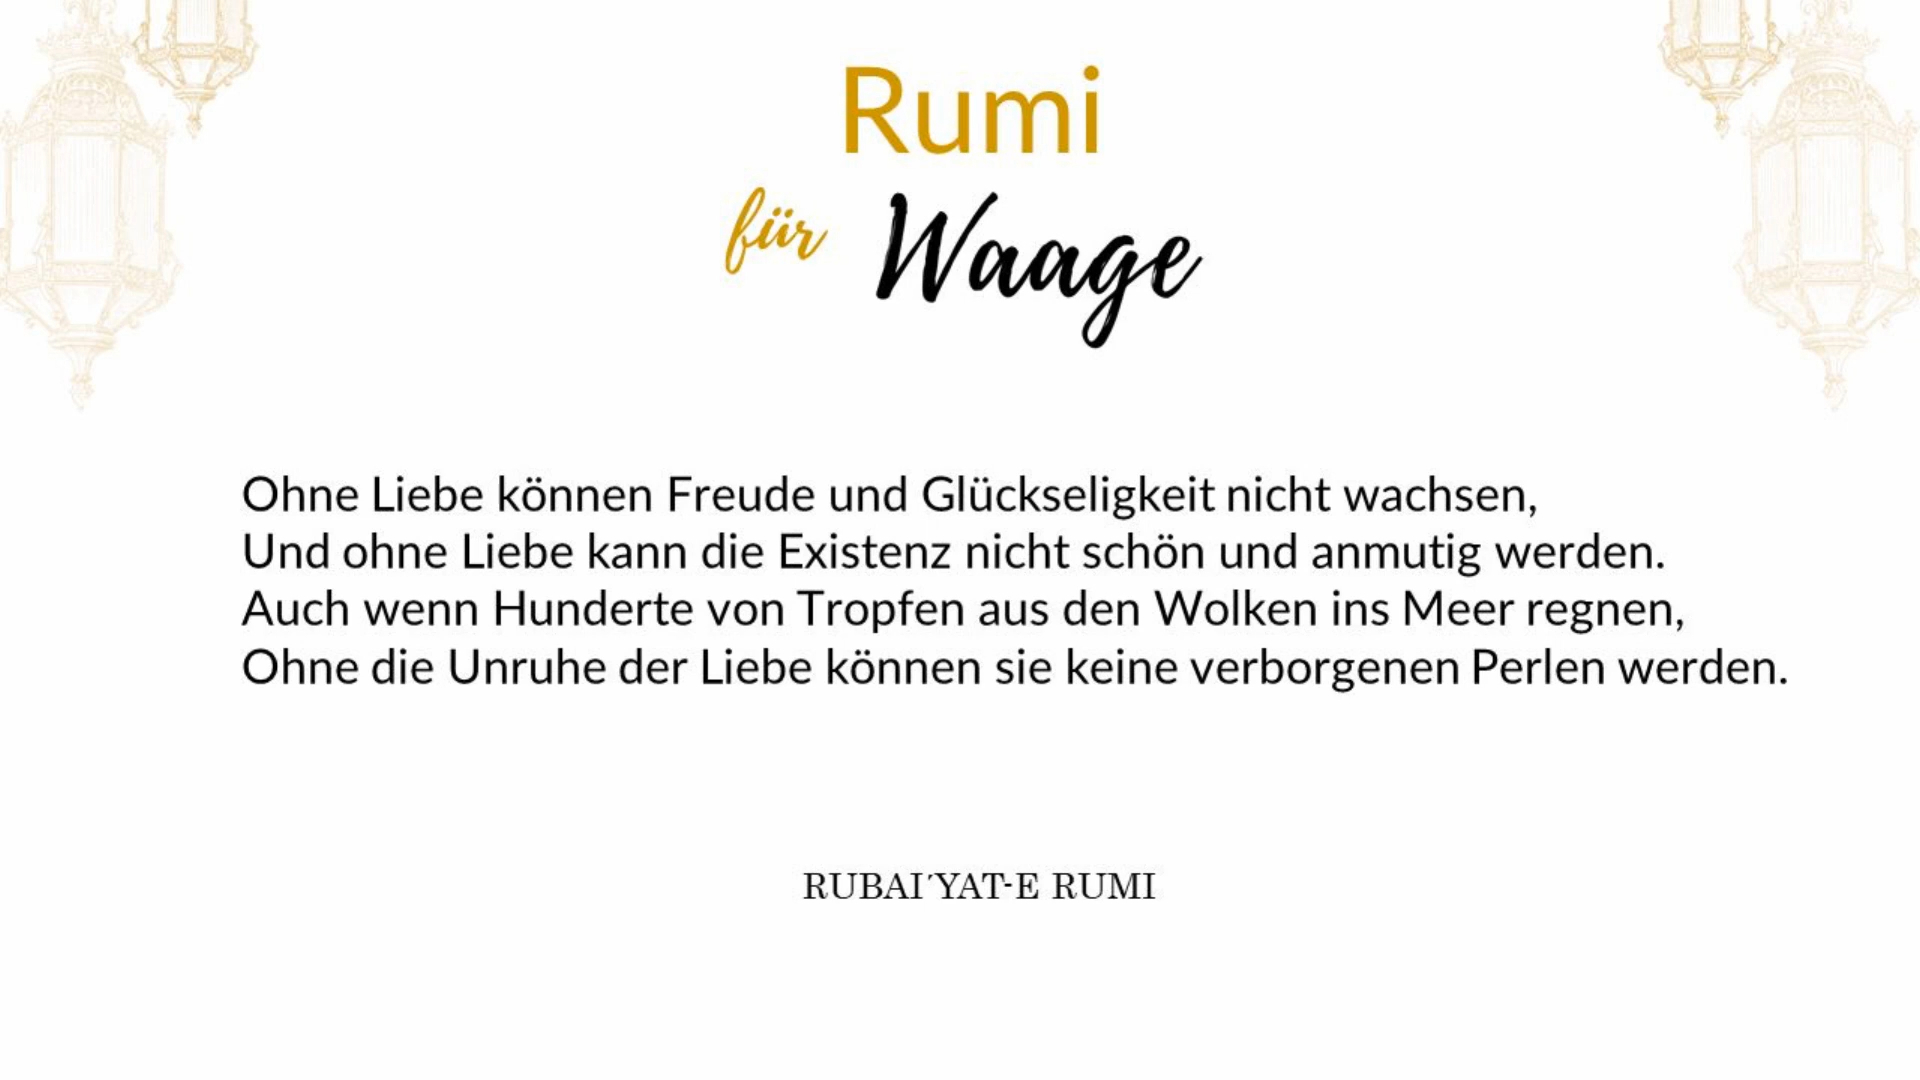 Rumi
für Waage
Ohne Liebe können Freude und Glückseligkeit nicht wachsen,
Und ohne Liebe kann die Existenz nicht schön und anmutig werden.
Auch wenn Hunderte von Tropfen aus den Wolken ins Meer regnen,
Ohne die Unruhe der Liebe können sie keine verborgenen Perlen werden.
RUBAI´YAT-E RUMI